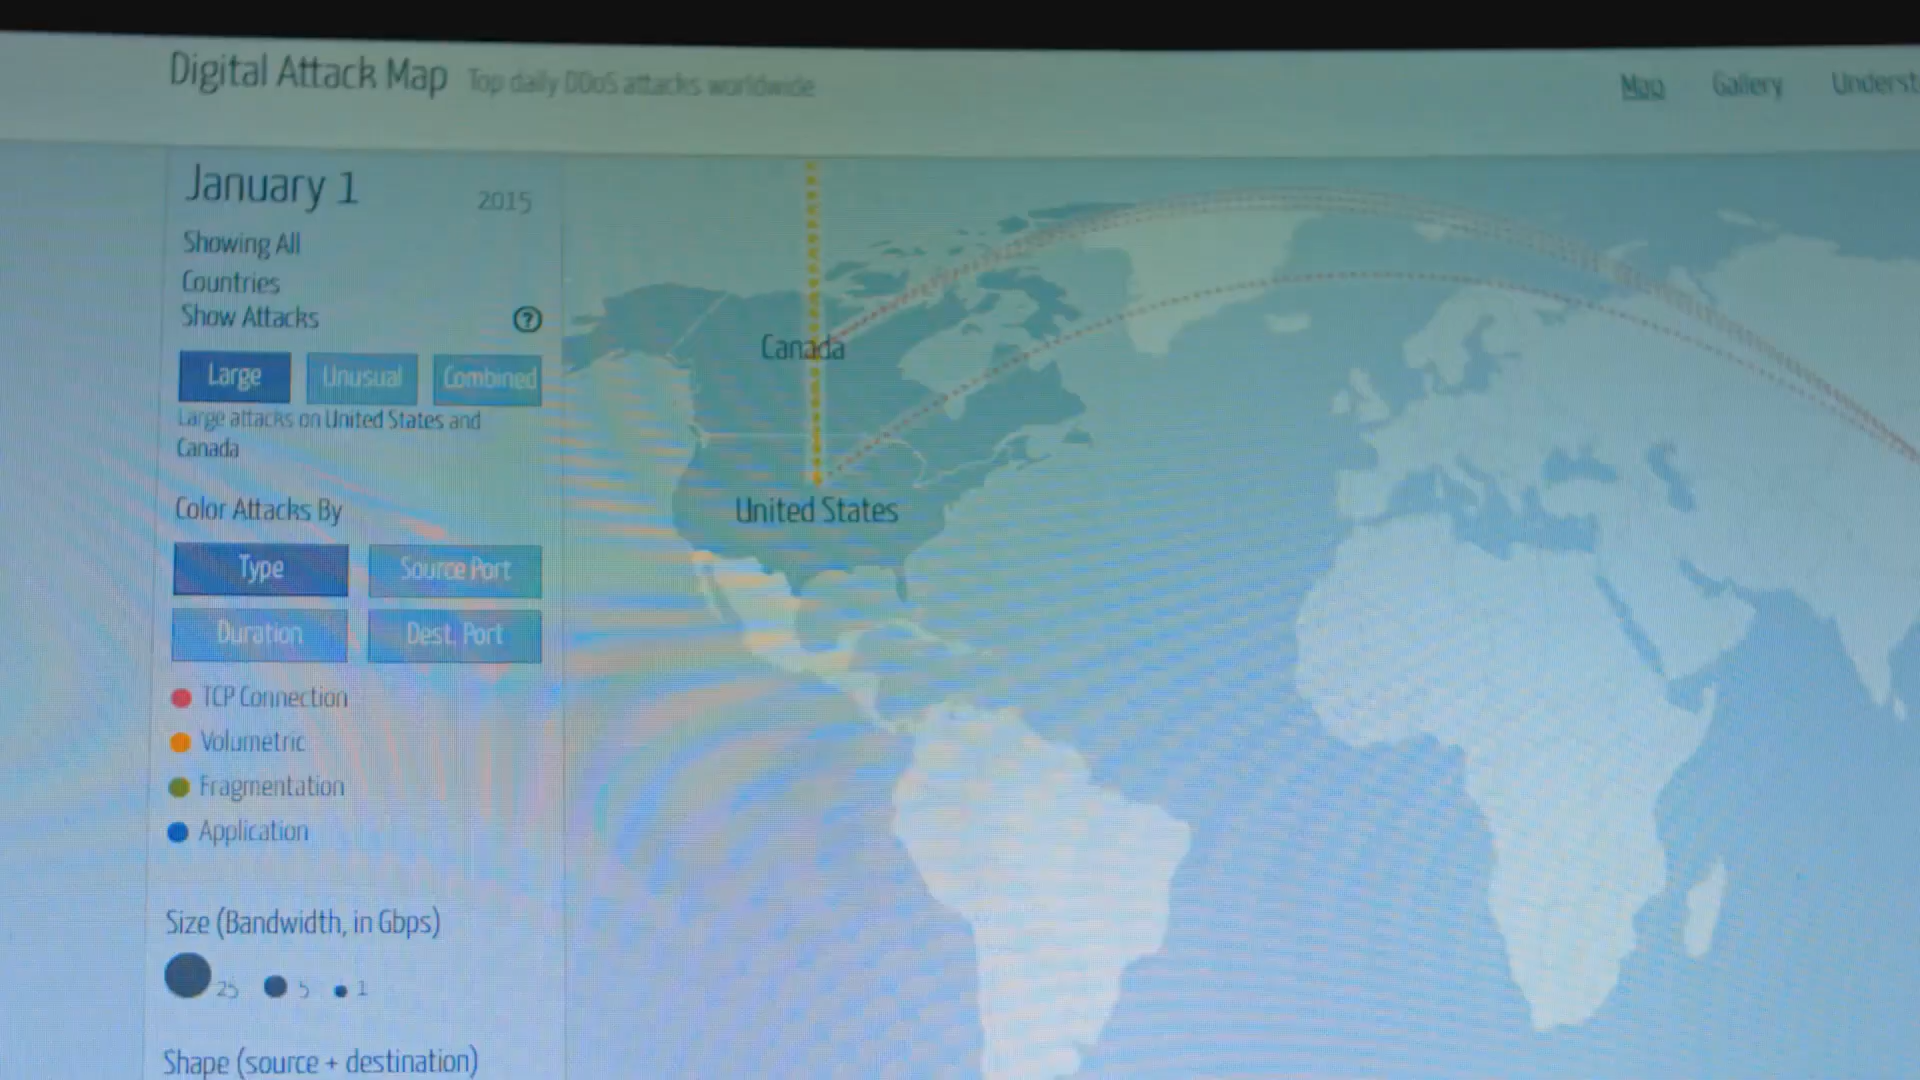 Digital Attack Map Top daily DDoS attacks worldwide
Map Gallery Underst
January 1 2015
Showing All
Countries
Show Attacks ?
Large Unusual Combined
Large attacks on United States and
Canada
Color Attacks By
Type Source Port
Duration Dest. Port
TCP Connection
Volumetric
Fragmentation
Application
Size (Bandwidth, in Gbps)
25 5 1
Shape (source + destination)
Canada
United States